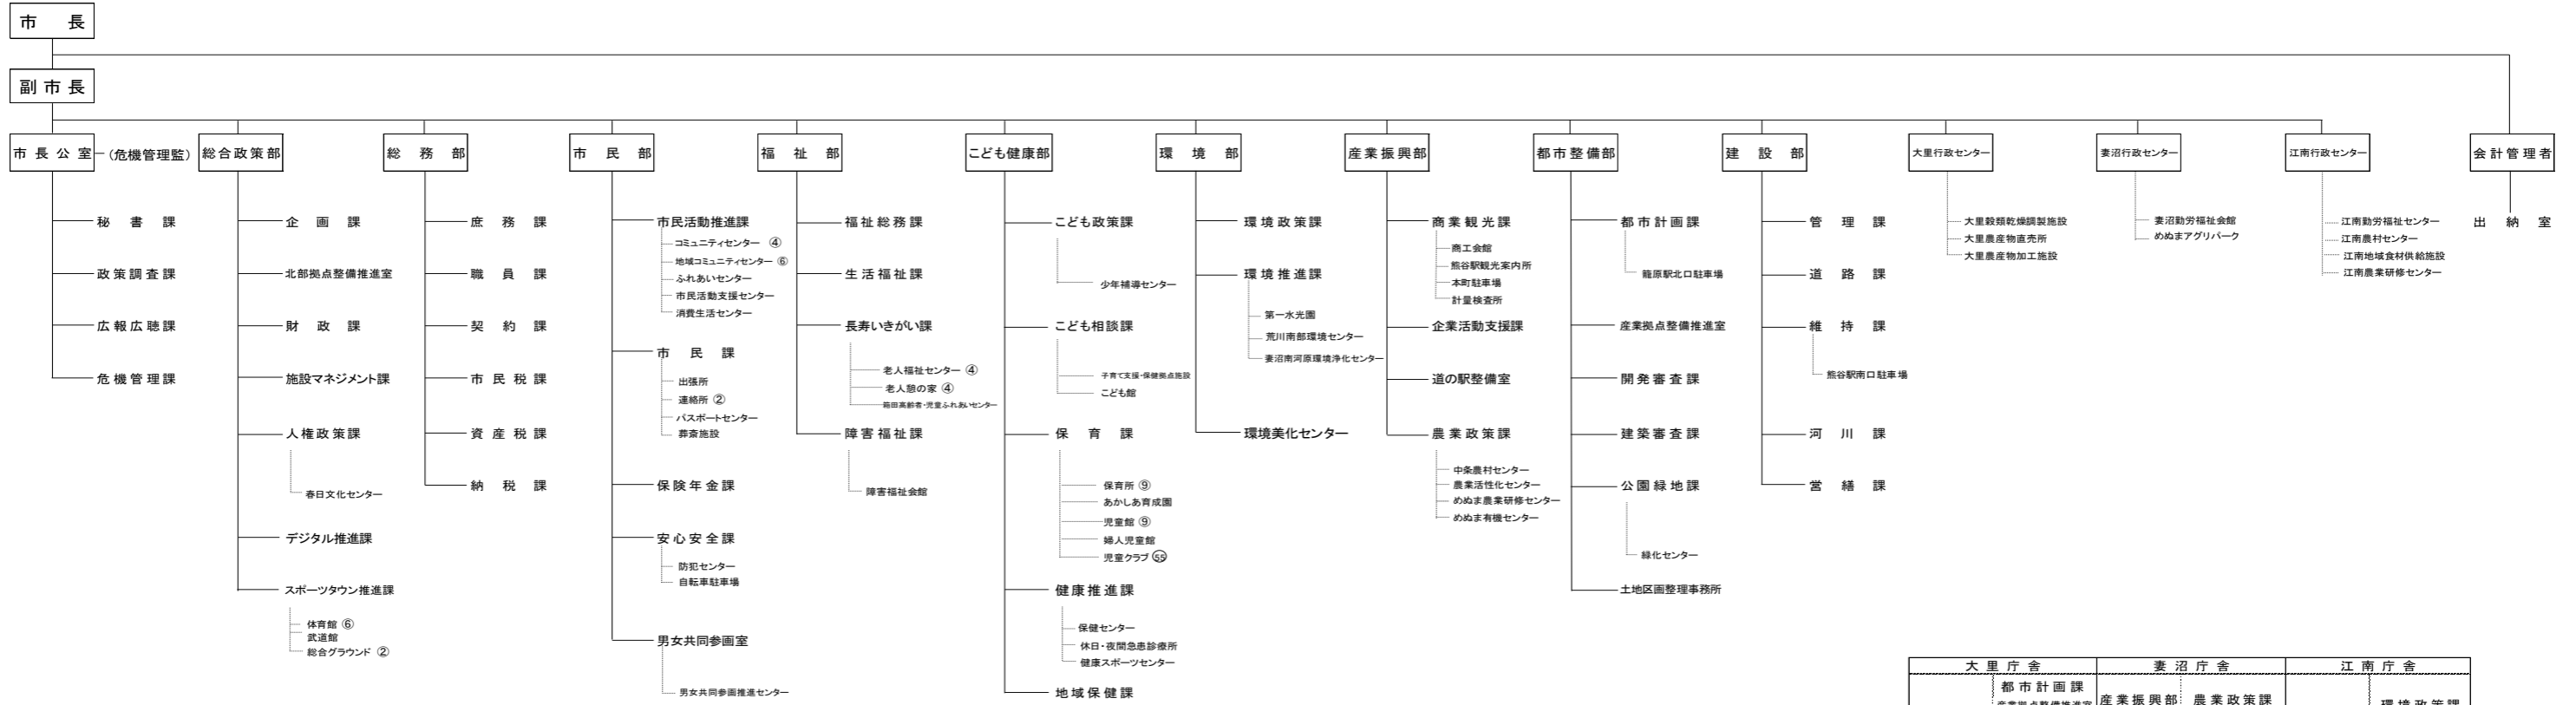 市長
副市長
市長公室
(危機管理監)
秘書課
政策調査課
広報広聴課
危機管理課
総合政策部
企画課
北部拠点整備推進室
財政課
施設マネジメント課
人権政策課
春日文化センター
デジタル推進課
スポーツタウン推進課
体育館 ⑥
武道館
総合グラウンド ②
総務部
庶務課
職員課
契約課
市民税課
資産税課
納税課
市民部
市民活動推進課
コミュニティセンター ④
地域コミュニティセンター ⑥
ふれあいセンター
市民活動支援センター
消費生活センター
市民課
出張所
連絡所 ②
パスポートセンター
葬斎施設
保険年金課
安心安全課
防犯センター
自転車駐車場
男女共同参画室
男女共同参画推進センター
福祉部
福祉総務課
生活福祉課
長寿いきがい課
老人福祉センター ④
老人憩の家 ④
箱田高齢者・児童ふれあいセンター
障害福祉課
障害福祉会館
こども健康部
こども政策課
少年補導センター
こども相談課
子育て支援・保健拠点施設
こども館
保育課
保育所 ⑨
あかしあ育成園
児童館 ⑨
婦人児童館
児童クラブ 55
健康推進課
保健センター
休日・夜間急患診療所
健康スポーツセンター
地域保健課
環境部
環境政策課
環境推進課
第一水光園
荒川南部環境センター
妻沼南河原環境浄化センター
環境美化センター
産業振興部
商業観光課
商工会館
熊谷駅観光案内所
本町駐車場
計量検査所
企業活動支援課
道の駅整備室
農業政策課
中条農村センター
農業活性化センター
めぬま農業研修センター
めぬま有機センター
都市整備部
都市計画課
籠原駅北口駐車場
産業拠点整備推進室
開発審査課
建築審査課
公園緑地課
緑化センター
土地区画整理事務所
建設部
管理課
道路課
維持課
熊谷駅南口駐車場
河川課
営繕課
大里行政センター
大里穀類乾燥調製施設
大里農産物直売所
大里農産物加工施設
妻沼行政センター
妻沼勤労福祉会館
めぬまアグリパーク
江南行政センター
江南勤労福祉センター
江南農村センター
江南地域食材供給施設
江南農業研修センター
会計管理者
出納室
大里庁舎 妻沼庁舎 江南庁舎
都市計画課
産業拠点整備推進室
産業振興部 農業政策課
環境政策課